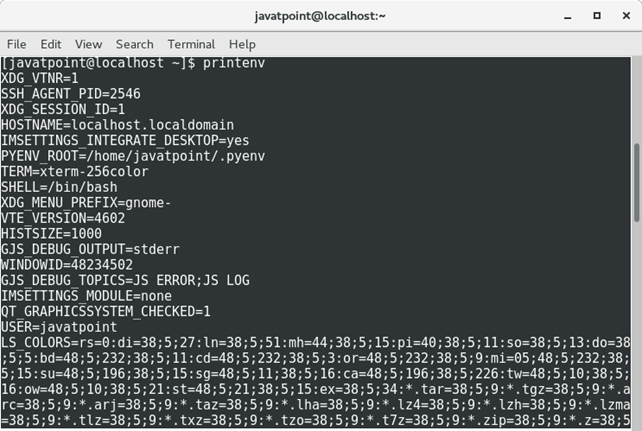 javatpoint@localhost:~
File Edit View Search Terminal Help
[javatpoint@localhost ~]$ printenv
XDG_VTNR=1
SSH_AGENT_PID=2546
XDG_SESSION_ID=1
HOSTNAME=localhost.localdomain
IMSETTINGS_INTEGRATE_DESKTOP=yes
PYENV_ROOT=/home/javatpoint/.pyenv
TERM=xterm-256color
SHELL=/bin/bash
XDG_MENU_PREFIX=gnome-
VTE_VERSION=4602
HISTSIZE=1000
GJS_DEBUG_OUTPUT=stderr
WINDOWID=48234502
GJS_DEBUG_TOPICS=JS ERROR;JS LOG
IMSETTINGS_MODULE=none
QT_GRAPHICSSYSTEM_CHECKED=1
USER=javatpoint
LS_COLORS=rs=0:di=38;5;27:ln=38;5;51:mh=44;38;5;15:pi=40;38;5;11:so=38;5;13:do=38
;5;5:bd=48;5;232;38;5;11:cd=48;5;232;38;5;3:or=48;5;232;38;5;9:mi=05;48;5;232;38;
5;15:su=48;5;196;38;5;15:sg=48;5;11;38;5;16:ca=48;5;196;38;5;226:tw=48;5;10;38;5;
16:ow=48;5;10;38;5;21:st=48;5;21;38;5;15:ex=38;5;34:*.tar=38;5;9:*.tgz=38;5;9:*.a
rc=38;5;9:*.arj=38;5;9:*.taz=38;5;9:*.lha=38;5;9:*.lz4=38;5;9:*.lzh=38;5;9:*.lzma
=38;5;9:*.tlz=38;5;9:*.txz=38;5;9:*.tzo=38;5;9:*.t7z=38;5;9:*.zip=38;5;9:*.z=38;5